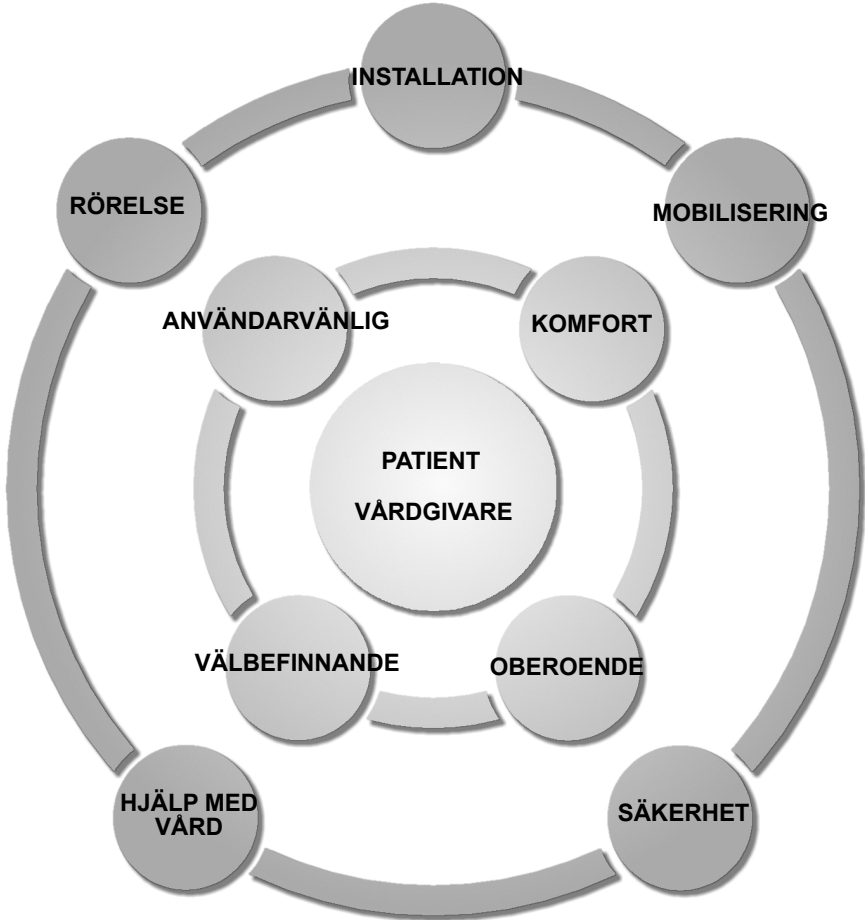 INSTALLATION
RÖRELSE
MOBILISERING
ANVÄNDARVÄNLIG
KOMFORT
PATIENT
VÅRDGIVARE
VÄLBEFINNANDE
OBEROENDE
HJÄLP MED
VÅRD
SÄKERHET